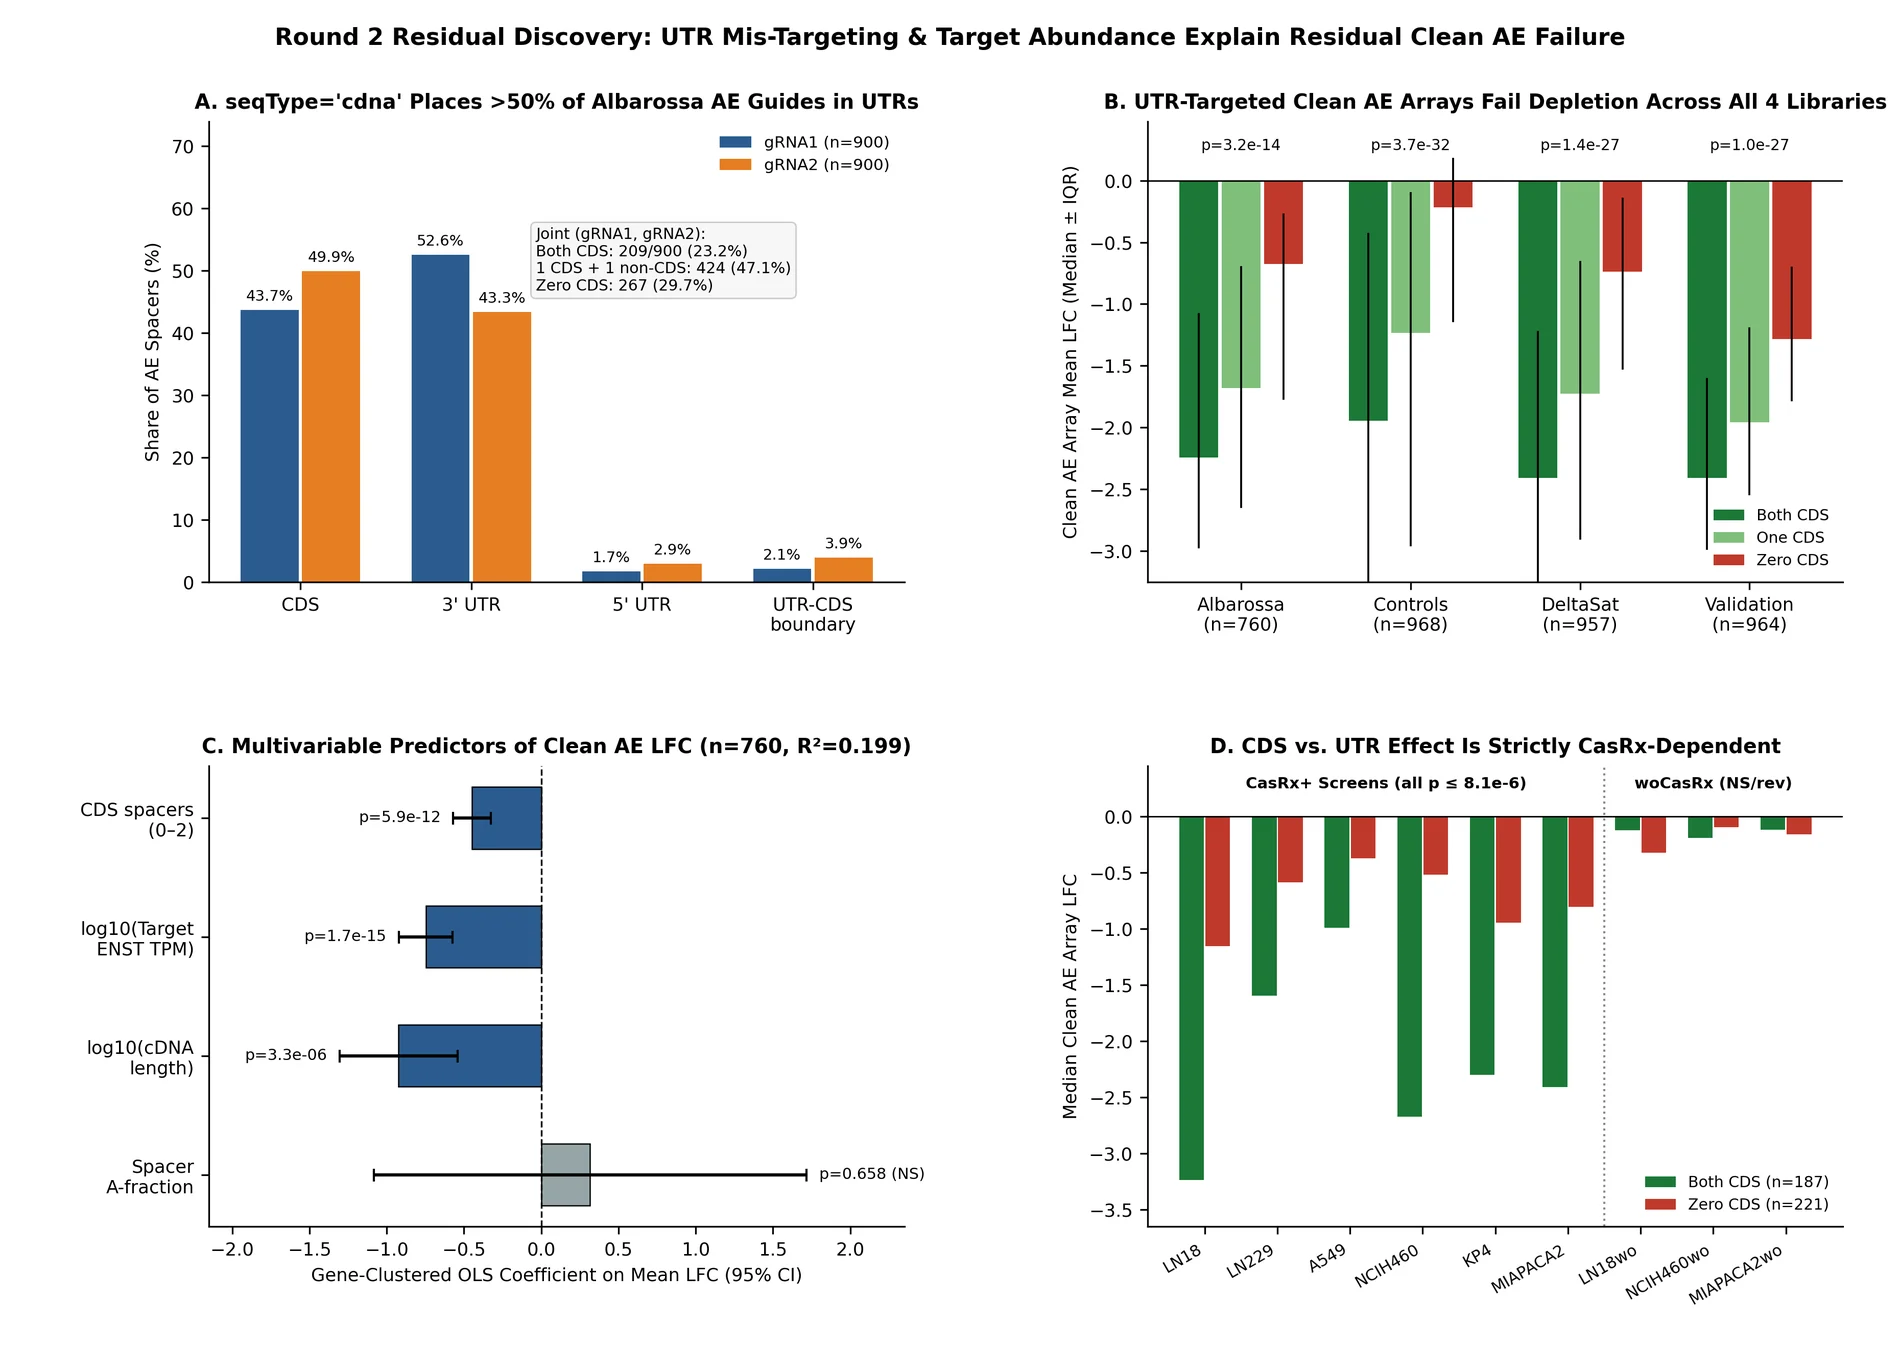 Round 2 Residual Discovery: UTR Mis-Targeting & Target Abundance Explain Residual Clean AE Failure
A. seqType='cdna' Places >50% of Albarossa AE Guides in UTRs
Share of AE Spacers (%)
70
60
50
40
30
20
10
0
gRNA1 (n=900)
gRNA2 (n=900)
Joint (gRNA1, gRNA2):
Both CDS: 209/900 (23.2%)
1 CDS + 1 non-CDS: 424 (47.1%)
Zero CDS: 267 (29.7%)
43.7%
49.9%
52.6%
43.3%
1.7%
2.9%
2.1%
3.9%
CDS
3' UTR
5' UTR
UTR-CDS
boundary
B. UTR-Targeted Clean AE Arrays Fail Depletion Across All 4 Libraries
Clean AE Array Mean LFC (Median ± IQR)
p=3.2e-14
p=3.7e-32
p=1.4e-27
p=1.0e-27
0.0
−0.5
−1.0
−1.5
−2.0
−2.5
−3.0
Both CDS
One CDS
Zero CDS
Albarossa
(n=760)
Controls
(n=968)
DeltaSat
(n=957)
Validation
(n=964)
C. Multivariable Predictors of Clean AE LFC (n=760, R²=0.199)
CDS spacers
(0–2)
p=5.9e-12
log10(Target
ENST TPM)
p=1.7e-15
log10(cDNA
length)
p=3.3e-06
Spacer
A-fraction
p=0.658 (NS)
−2.0
−1.5
−1.0
−0.5
0.0
0.5
1.0
1.5
2.0
Gene-Clustered OLS Coefficient on Mean LFC (95% CI)
D. CDS vs. UTR Effect Is Strictly CasRx-Dependent
CasRx+ Screens (all p ≤ 8.1e-6)
woCasRx (NS/rev)
Median Clean AE Array LFC
0.0
−0.5
−1.0
−1.5
−2.0
−2.5
−3.0
−3.5
Both CDS (n=187)
Zero CDS (n=221)
LN18
LN229
A549
NCIH460
KP4
MIAPACA2
LN18wo
NCIH460wo
MIAPACA2wo